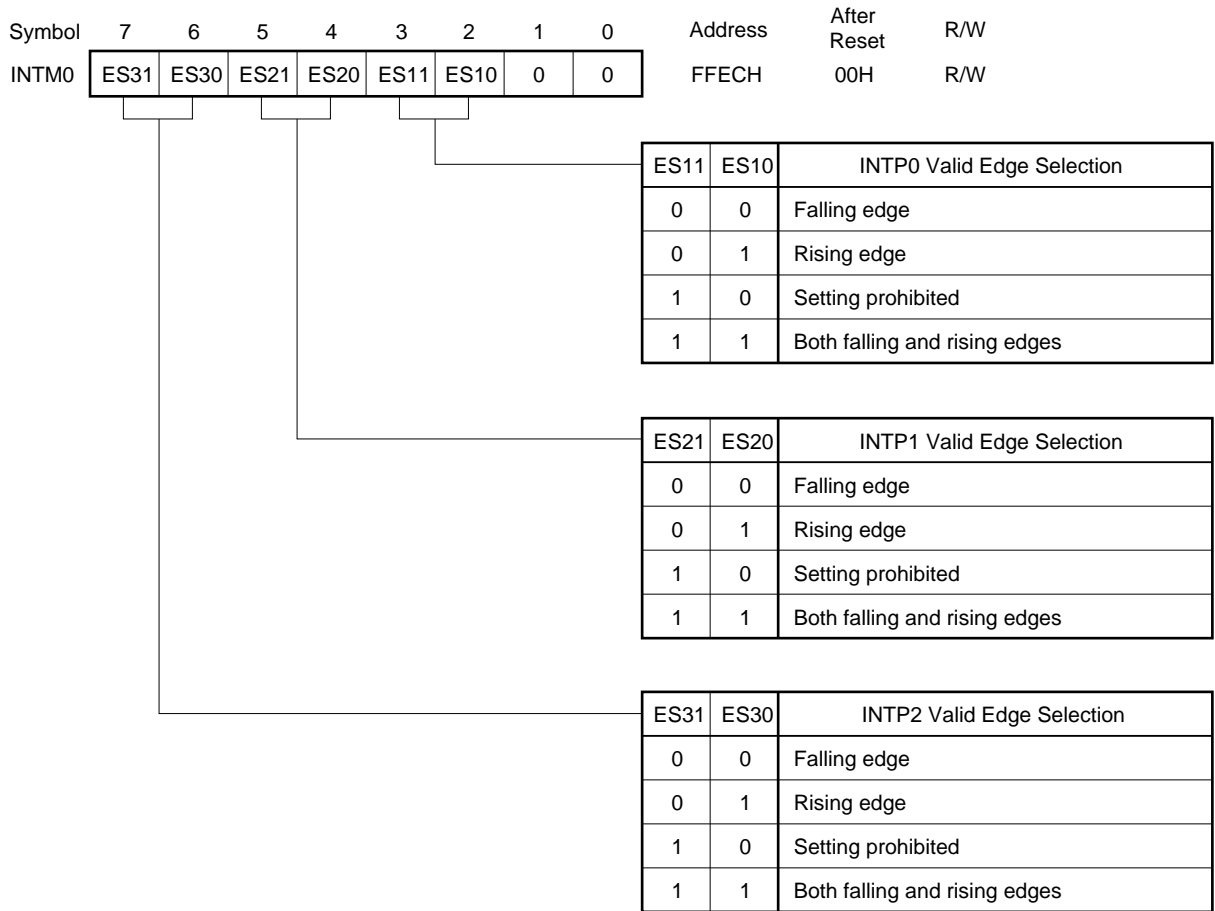 Symbol 7 6 5 4 3 2 1 0 Address After Reset R/W
INTM0 ES31 ES30 ES21 ES20 ES11 ES10 0 0 FFECH 00H R/W
ES11 ES10 INTP0 Valid Edge Selection
0 0 Falling edge
0 1 Rising edge
1 0 Setting prohibited
1 1 Both falling and rising edges
ES21 ES20 INTP1 Valid Edge Selection
0 0 Falling edge
0 1 Rising edge
1 0 Setting prohibited
1 1 Both falling and rising edges
ES31 ES30 INTP2 Valid Edge Selection
0 0 Falling edge
0 1 Rising edge
1 0 Setting prohibited
1 1 Both falling and rising edges